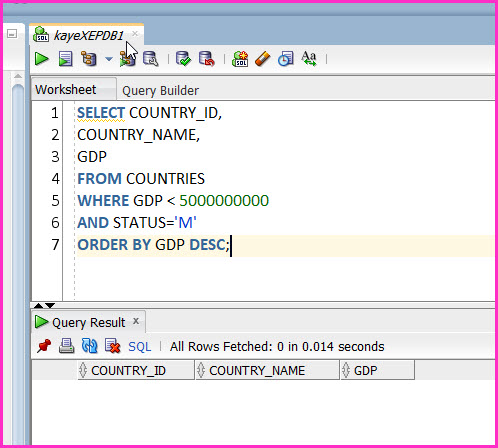 kayeXEPDB1
Worksheet Query Builder
1 SELECT COUNTRY_ID,
2 COUNTRY_NAME,
3 GDP
4 FROM COUNTRIES
5 WHERE GDP < 5000000000
6 AND STATUS='M'
7 ORDER BY GDP DESC;
Query Result x
SQL | All Rows Fetched: 0 in 0.014 seconds
COUNTRY_ID COUNTRY_NAME GDP